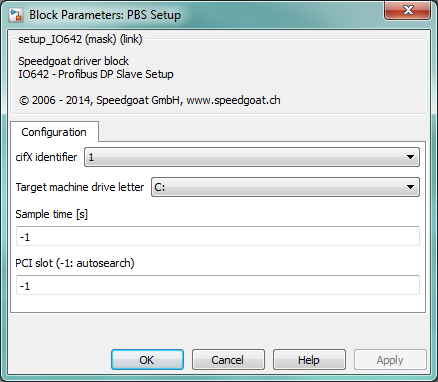 Block Parameters: PBS Setup
setup_IO642 (mask) (link)
Speedgoat driver block
IO642 - Profibus DP Slave Setup
© 2006 - 2014, Speedgoat GmbH, www.speedgoat.ch
Configuration
cifX identifier 1
Target machine drive letter C:
Sample time [s]
-1
PCI slot (-1: autosearch)
-1
OK Cancel Help Apply